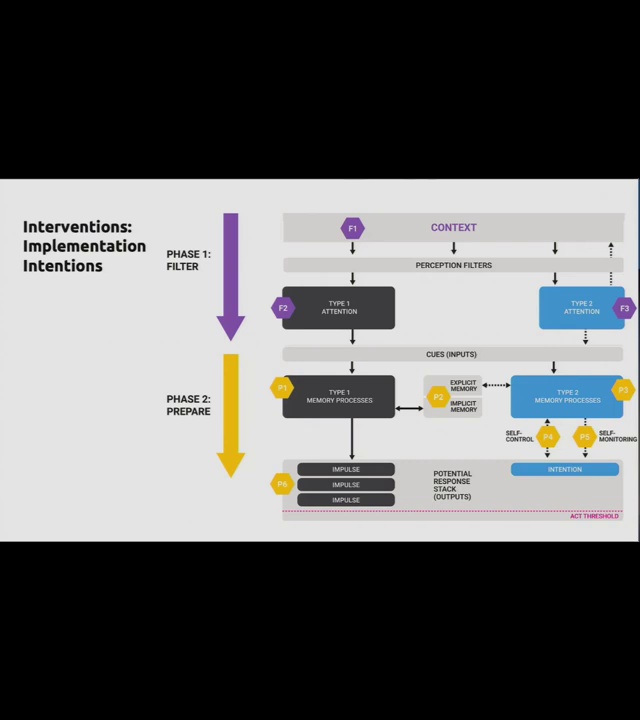 Interventions:
Implementation
Intentions
PHASE 1:
FILTER
F1
CONTEXT
PERCEPTION FILTERS
F2
TYPE 1
ATTENTION
TYPE 2
ATTENTION
F3
CUES (INPUTS)
PHASE 2:
PREPARE
P1
TYPE 1
MEMORY PROCESSES
P2
EXPLICIT
MEMORY
IMPLICIT
MEMORY
TYPE 2
MEMORY PROCESSES
P3
SELF-
CONTROL
P4
P5
SELF-
MONITORING
P6
IMPULSE
IMPULSE
IMPULSE
POTENTIAL
RESPONSE
STACK
(OUTPUTS)
INTENTION
ACT THRESHOLD